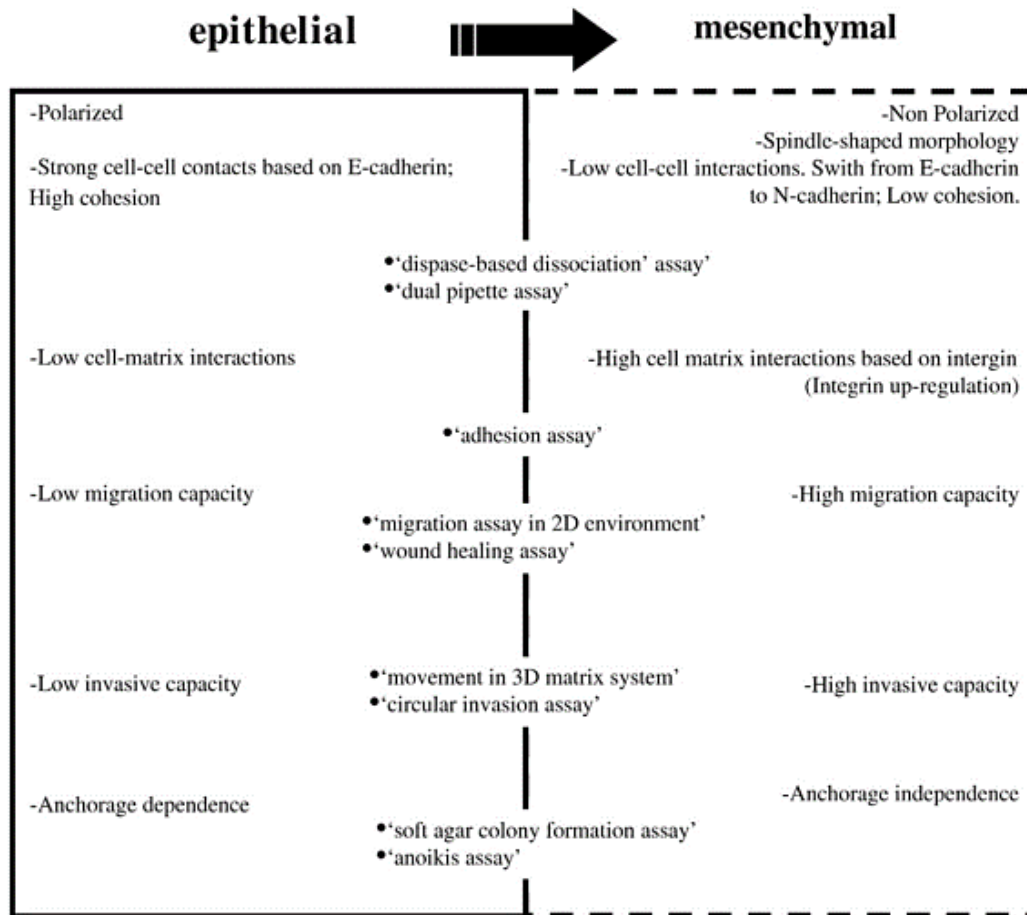 epithelial
mesenchymal
-Polarized
-Non Polarized
-Spindle-shaped morphology
-Strong cell-cell contacts based on E-cadherin;
High cohesion
-Low cell-cell interactions. Swith from E-cadherin
to N-cadherin; Low cohesion.
•‘dispase-based dissociation’ assay’
•‘dual pipette assay’
-Low cell-matrix interactions
-High cell matrix interactions based on intergin
(Integrin up-regulation)
•‘adhesion assay’
-Low migration capacity
-High migration capacity
•‘migration assay in 2D environment’
•‘wound healing assay’
-Low invasive capacity
•‘movement in 3D matrix system’
•‘circular invasion assay’
-High invasive capacity
-Anchorage dependence
-Anchorage independence
•‘soft agar colony formation assay’
•‘anoikis assay’